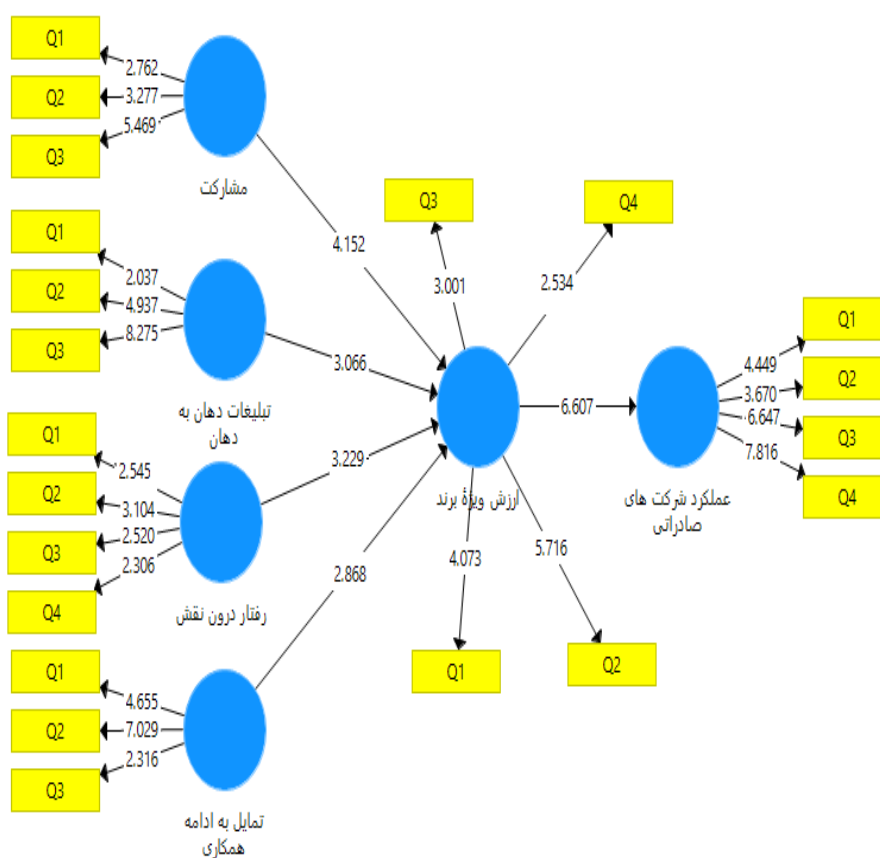 Q1
2.762
Q2
3.277
Q3
5.469
مشارکت
4.152
Q1
2.037
Q2
4.937
Q3
8.275
تبلیغات دهان به
دهان
3.066
Q1
2.545
Q2
3.104
Q3
2.520
Q4
2.306
رفتار درون نقش
3.229
Q1
4.655
Q2
7.029
Q3
2.316
تمایل به ادامه
همکاری
2.868
Q3
3.001
Q4
2.534
ارزش ویژۀ برند
4.073
Q1
5.716
Q2
6.607
Q1
4.449
Q2
3.670
Q3
6.647
Q4
7.816
عملکرد شرکت های
صادراتی